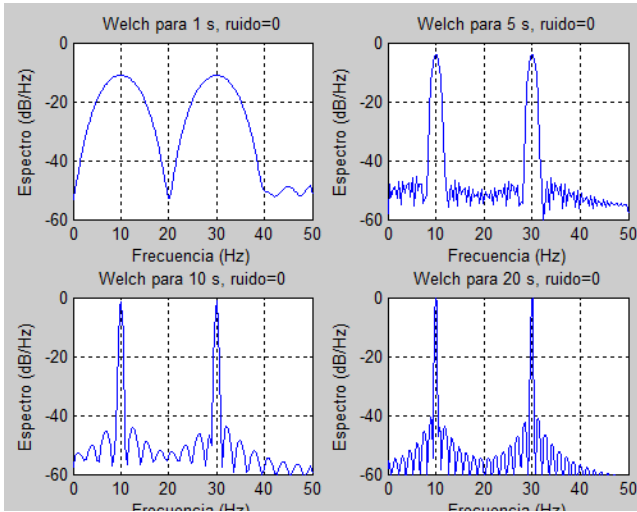 Welch para 1 s, ruido=0
Espectro (dB/Hz)
0
-20
-40
-60
0 10 20 30 40 50
Frecuencia (Hz)
Welch para 5 s, ruido=0
Espectro (dB/Hz)
0
-20
-40
-60
0 10 20 30 40 50
Frecuencia (Hz)
Welch para 10 s, ruido=0
Espectro (dB/Hz)
0
-20
-40
-60
0 10 20 30 40 50
Frecuencia (Hz)
Welch para 20 s, ruido=0
Espectro (dB/Hz)
0
-20
-40
-60
0 10 20 30 40 50
Frecuencia (Hz)